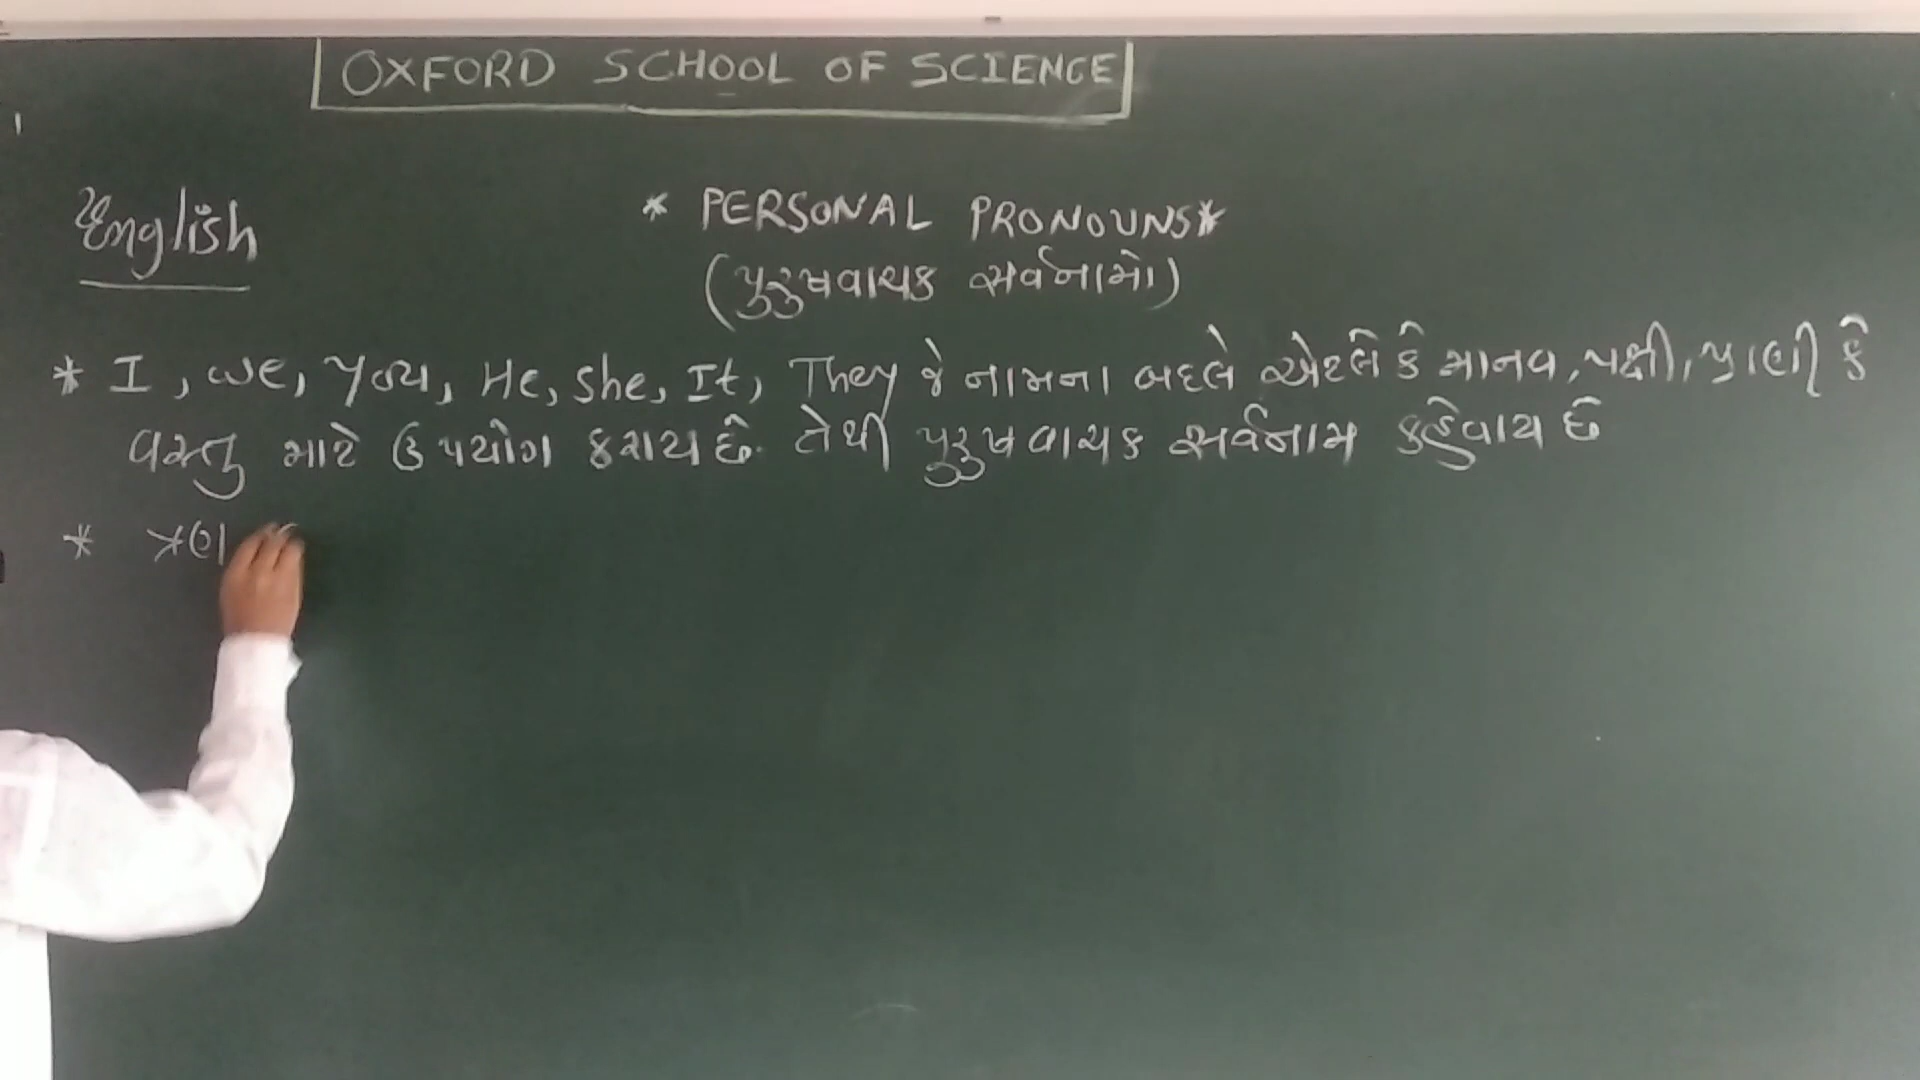 OXFORD SCHOOL OF SCIENCE
English
* PERSONAL PRONOUNS *
(પુરુષવાચક સર્વનામો)
* I, we, You, He, She, It, They જે નામના બદલે એટલે કે માનવ, પક્ષી, પ્રાણી કે
વસ્તુ માટે ઉપયોગ કરાય છે. તેથી પુરુષવાચક સર્વનામ કહેવાય છે
* ત્રણ